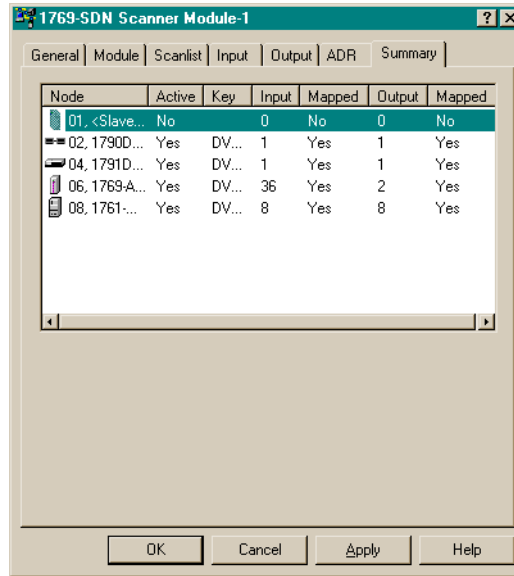 1769-SDN Scanner Module-1
General Module Scanlist Input Output ADR Summary
Node Active Key Input Mapped Output Mapped
01, <Slave... No 0 No 0 No
02, 1790D... Yes DV... 1 Yes 1 Yes
04, 1791D... Yes DV... 1 Yes 1 Yes
06, 1769-A... Yes DV... 36 Yes 2 Yes
08, 1761-... Yes DV... 8 Yes 8 Yes
OK Cancel Apply Help